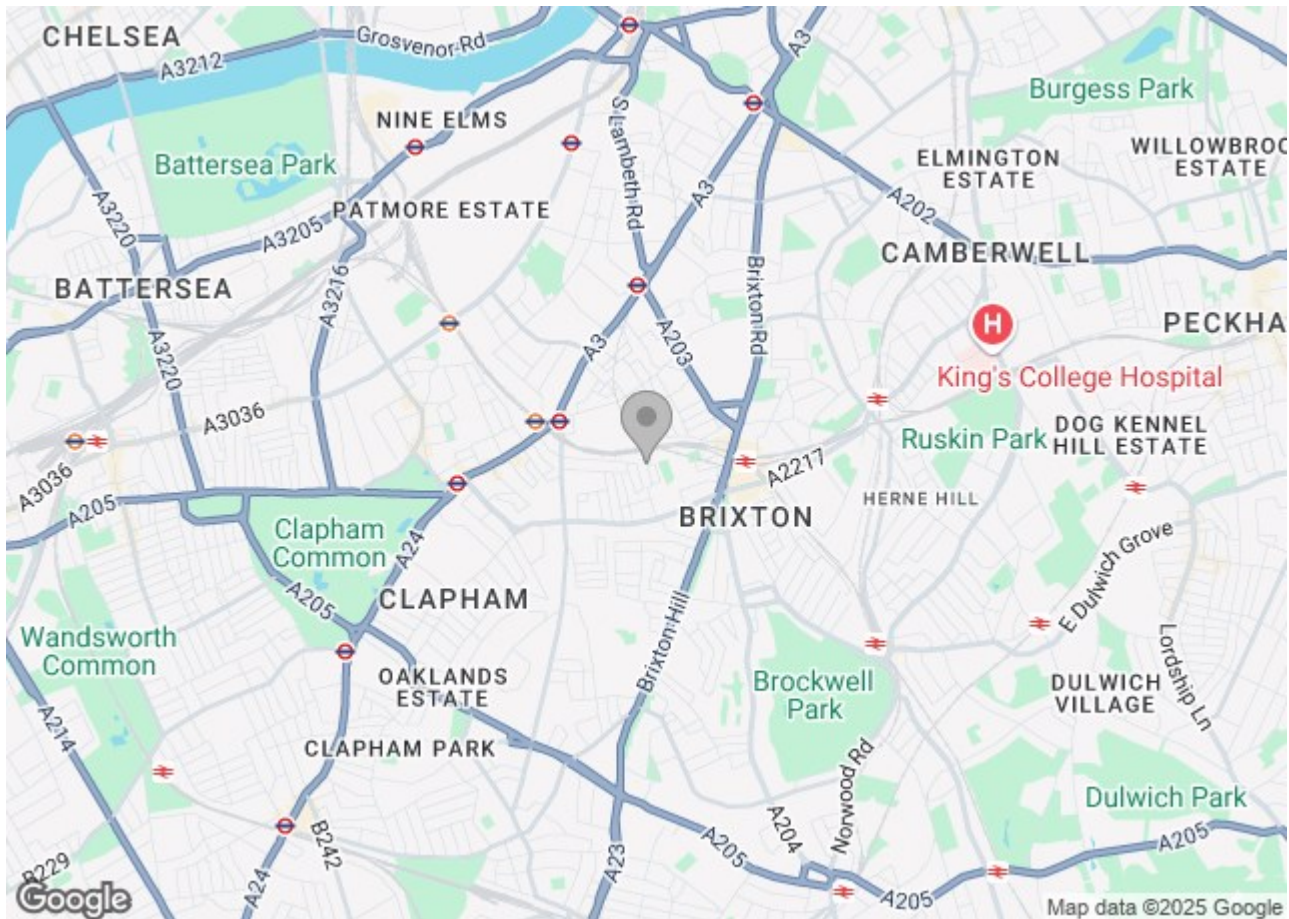 CHELSEA
A3212
Grosvenor Rd
A3
Burgess Park
NINE ELMS
S Lambeth Rd
Battersea Park
ELMINGTON
ESTATE
WILLOWBROO
ESTATE
A3220
PATMORE ESTATE
A3
A202
A3205
CAMBERWELL
BATTERSEA
A3216
Brixton Rd
H
PECKHA
A3220
A3
A203
King's College Hospital
A3036
Ruskin Park
DOG KENNEL
HILL ESTATE
A3036
A2217
HERNE HILL
A205
BRIXTON
Clapham
Common
A24
E Dulwich Grove
CLAPHAM
A205
Wandsworth
Common
Brixton Hill
Lordship Ln
OAKLANDS
ESTATE
Brockwell
Park
DULWICH
VILLAGE
A214
CLAPHAM PARK
Norwood Rd
Dulwich Park
B242
A23
A205
A204
A205
B229
A24
A205
Google
Map data ©2025 Google